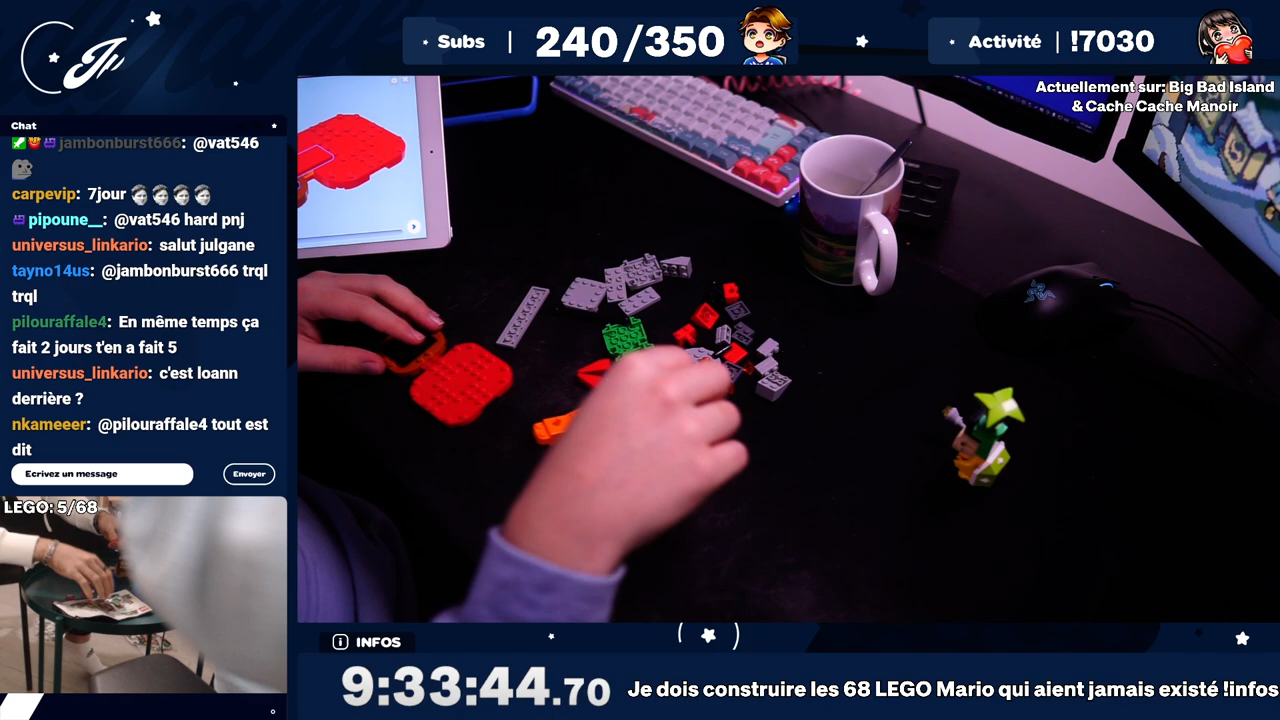 Subs | 240/350
Activité | !7030
Actuellement sur: Big Bad Island
& Cache Cache Manoir
Chat
jambonburst666: @vat546
carpevip: 7jour
pipoune__: @vat546 hard pnj
universus_linkario: salut julgane
tayno14us: @jambonburst666 trql
trql
pilouraffale4: En même temps ça
fait 2 jours t'en a fait 5
universus_linkario: c'est Ioann
derrière ?
nkameeer: @pilouraffale4 tout est
dit
Ecrivez un message
Envoyer
LEGO: 5/68
INFOS
9:33:44.70
Je dois construire les 68 LEGO Mario qui aient jamais existé !infos